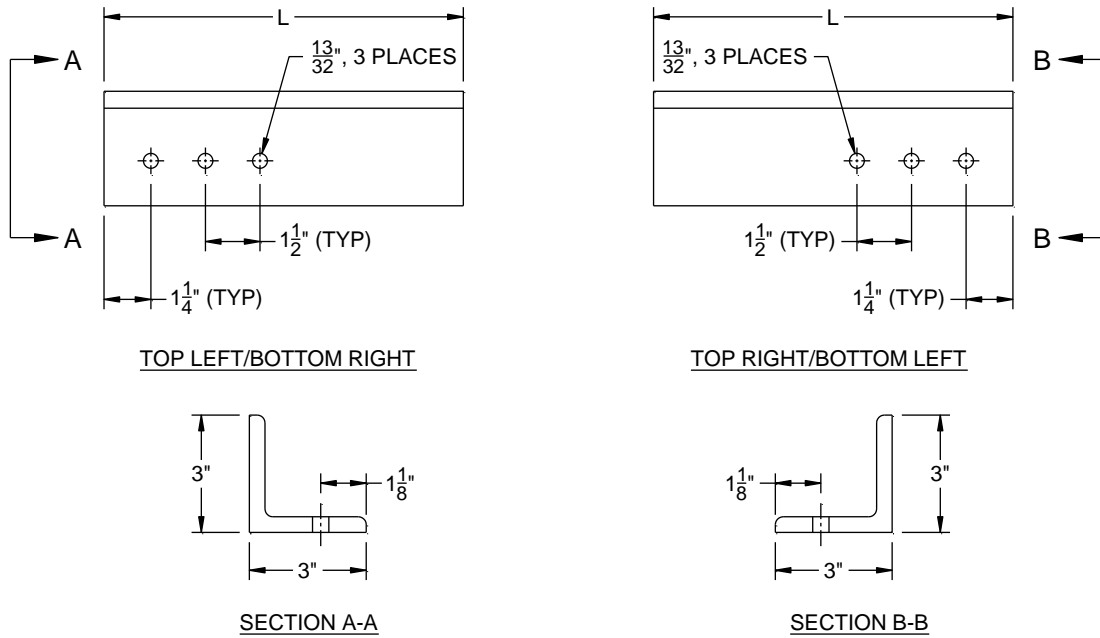 L
A
13/32", 3 PLACES
A
1 1/2" (TYP)
1 1/4" (TYP)
TOP LEFT/BOTTOM RIGHT
L
13/32", 3 PLACES
B
B
1 1/2" (TYP)
1 1/4" (TYP)
TOP RIGHT/BOTTOM LEFT
3"
1 1/8"
3"
SECTION A-A
1 1/8"
3"
3"
SECTION B-B